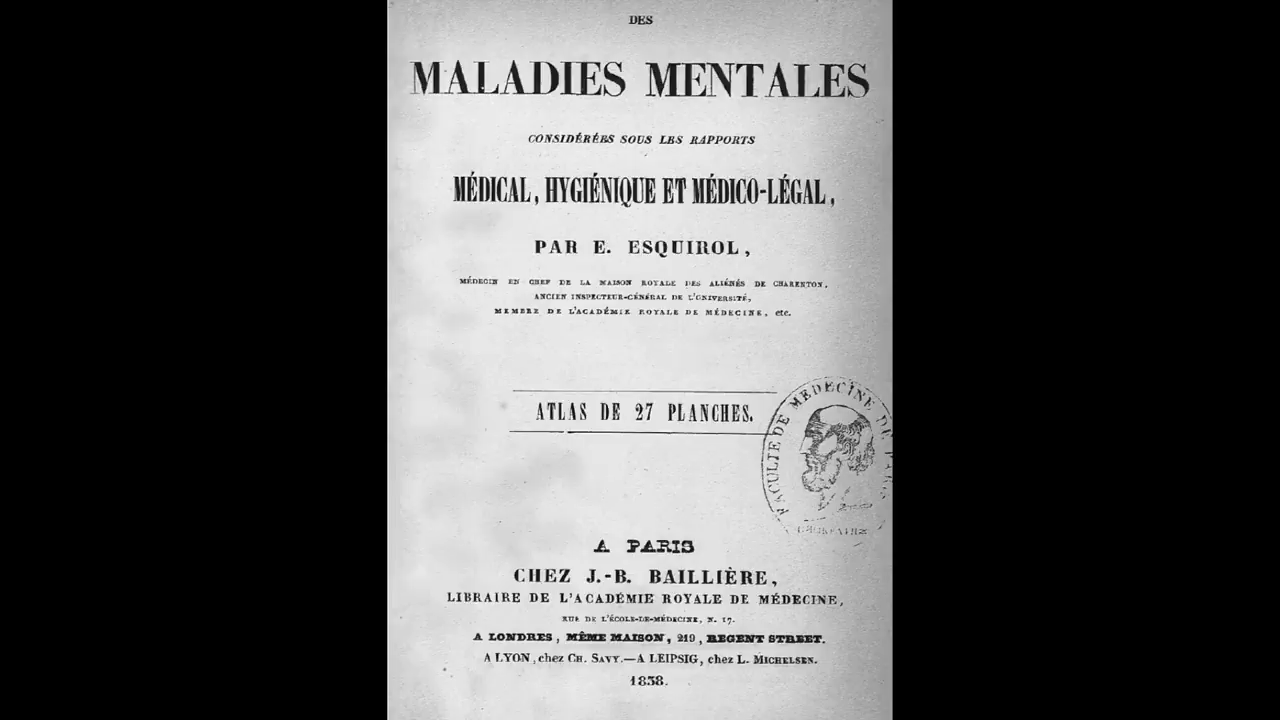 DES
MALADIES MENTALES
CONSIDÉRÉES SOUS LES RAPPORTS
MÉDICAL, HYGIÉNIQUE ET MÉDICO-LÉGAL,
PAR E. ESQUIROL,
MÉDECIN EN CHEF DE LA MAISON ROYALE DES ALIÉNÉS DE CHARENTON,
ANCIEN INSPECTEUR-GÉNÉRAL DE L'UNIVERSITÉ,
MEMBRE DE L'ACADÉMIE ROYALE DE MÉDECINE, etc.
ATLAS DE 27 PLANCHES.
FACULTE DE MEDECINE DE PARIS
A PARIS
CHEZ J.-B. BAILLIÈRE,
LIBRAIRE DE L'ACADÉMIE ROYALE DE MÉDECINE,
RUE DE L'ÉCOLE-DE-MÉDECINE, N. 17.
A LONDRES, MÊME MAISON, 219, REGENT STREET.
A LYON, chez CH. SAVY.—A LEIPSIG, chez L. MICHELSEN.
1838.